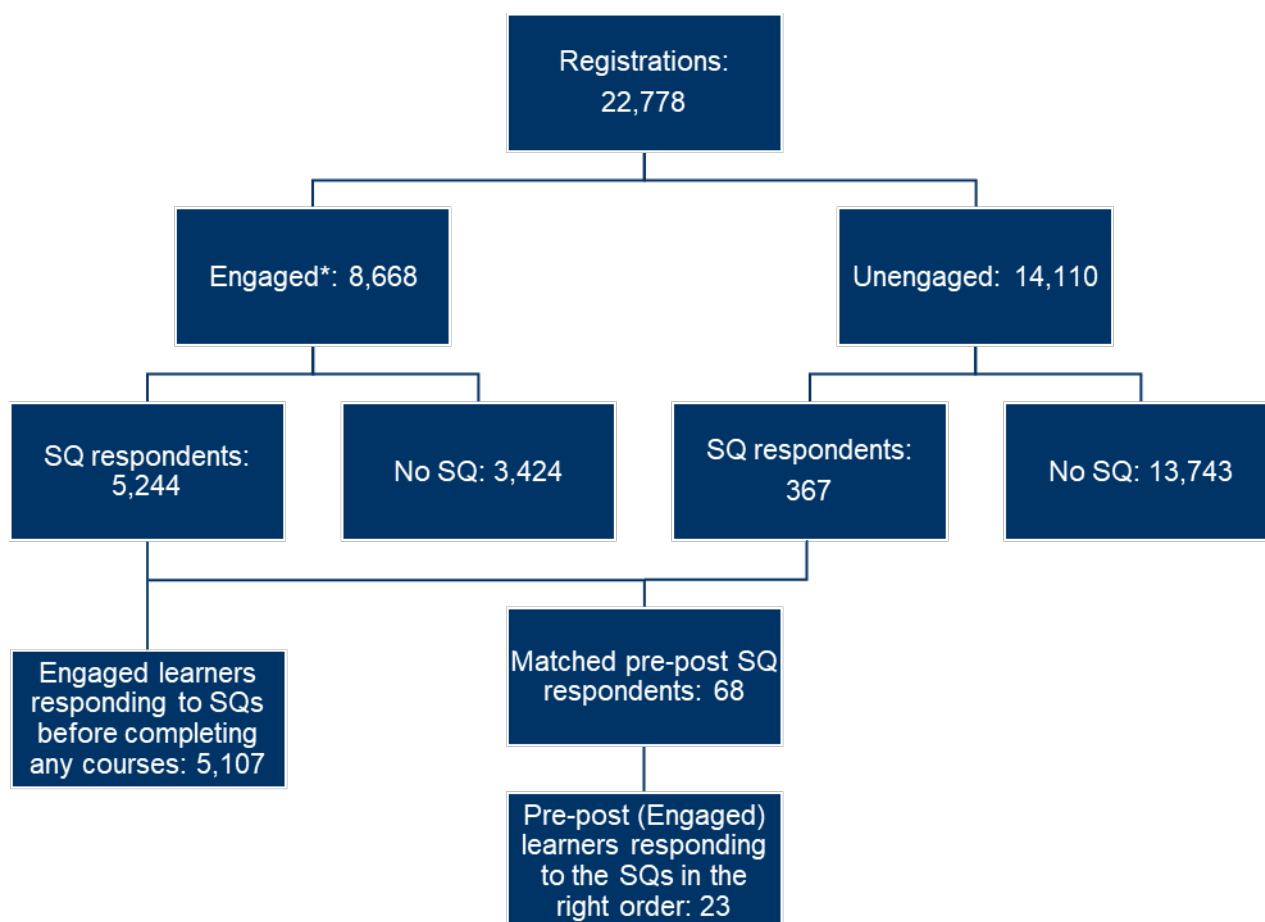 Registrations:
22,778
Engaged*: 8,668
Unengaged: 14,110
SQ respondents:
5,244
No SQ: 3,424
SQ respondents:
367
No SQ: 13,743
Engaged learners
responding to SQs
before completing
any courses: 5,107
Matched pre-post SQ
respondents: 68
Pre-post (Engaged)
learners responding
to the SQs in the
right order: 23